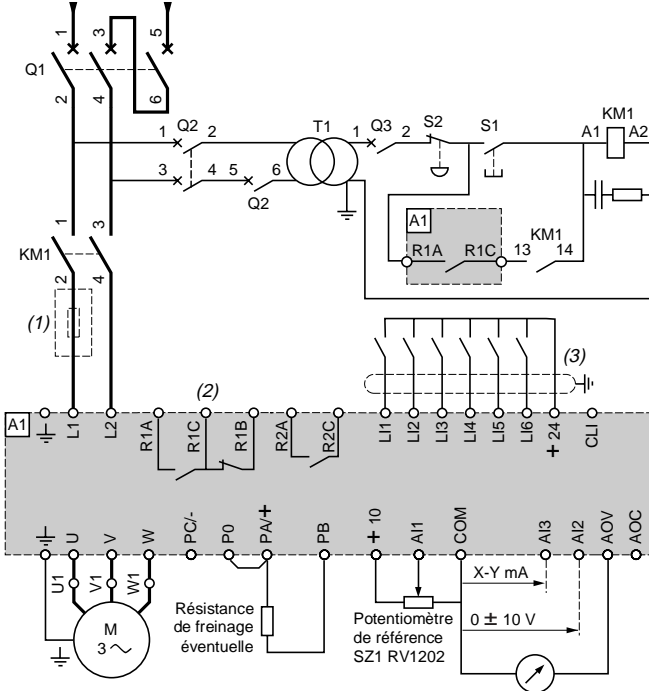 1 3 5
Q1
2 4 6
1 Q2 2 T1 1 Q3 2 S2 S1 KM1
A1 A2
3 4 5 6
Q2
A1
R1A R1C 13 KM1 14
1 3
KM1
2 4
(1)
(2)
(3)
A1
L1 L2 R1A R1C R1B R2A R2C LI1 LI2 LI3 LI4 LI5 LI6 + 24 CLI
U V W PC/- P0 PA/+ PB + 10 AI1 COM AI3 AI2 AOV AOC
U1 V1 W1
X-Y mA
0 ± 10 V
M
3 ~
Résistance
de freinage
éventuelle
Potentiomètre
de référence
SZ1 RV1202